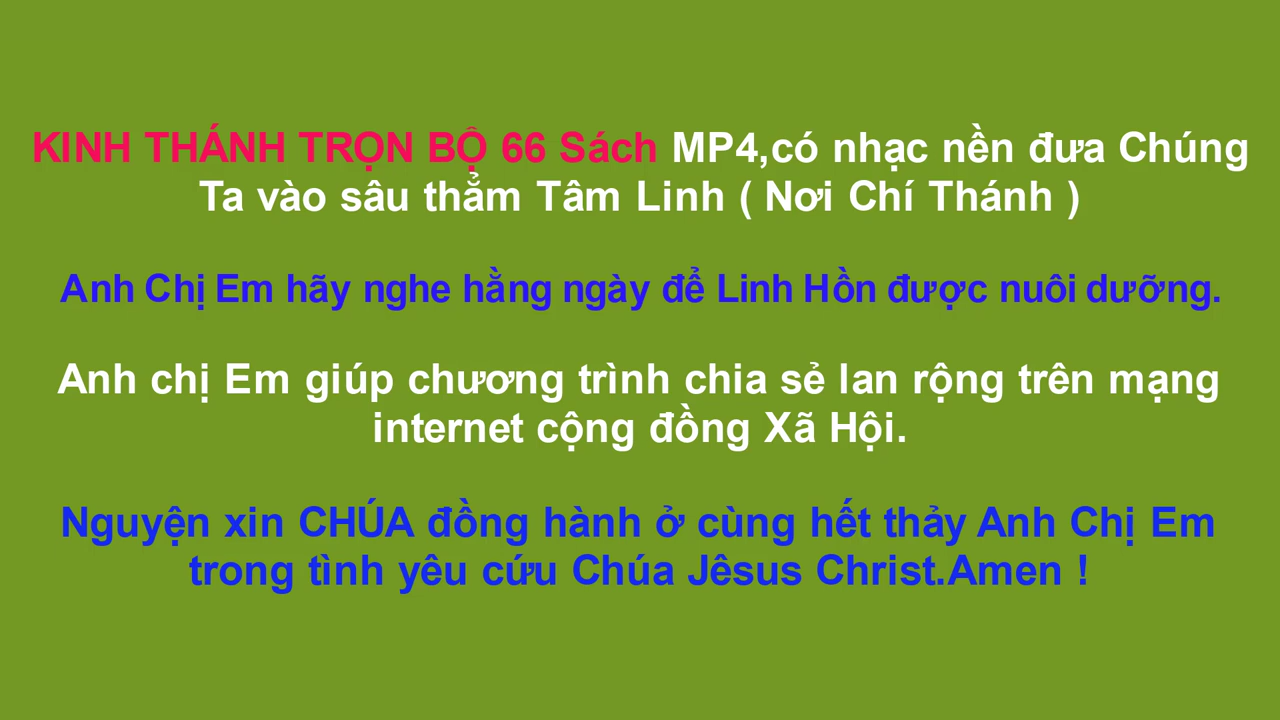 KINH THÁNH TRỌN BỘ 66 Sách MP4,có nhạc nền đưa Chúng
Ta vào sâu thẳm Tâm Linh ( Nơi Chí Thánh )
Anh Chị Em hãy nghe hằng ngày để Linh Hồn được nuôi dưỡng.
Anh chị Em giúp chương trình chia sẻ lan rộng trên mạng
internet cộng đồng Xã Hội.
Nguyện xin CHÚA đồng hành ở cùng hết thảy Anh Chị Em
trong tình yêu cứu Chúa Jêsus Christ.Amen !